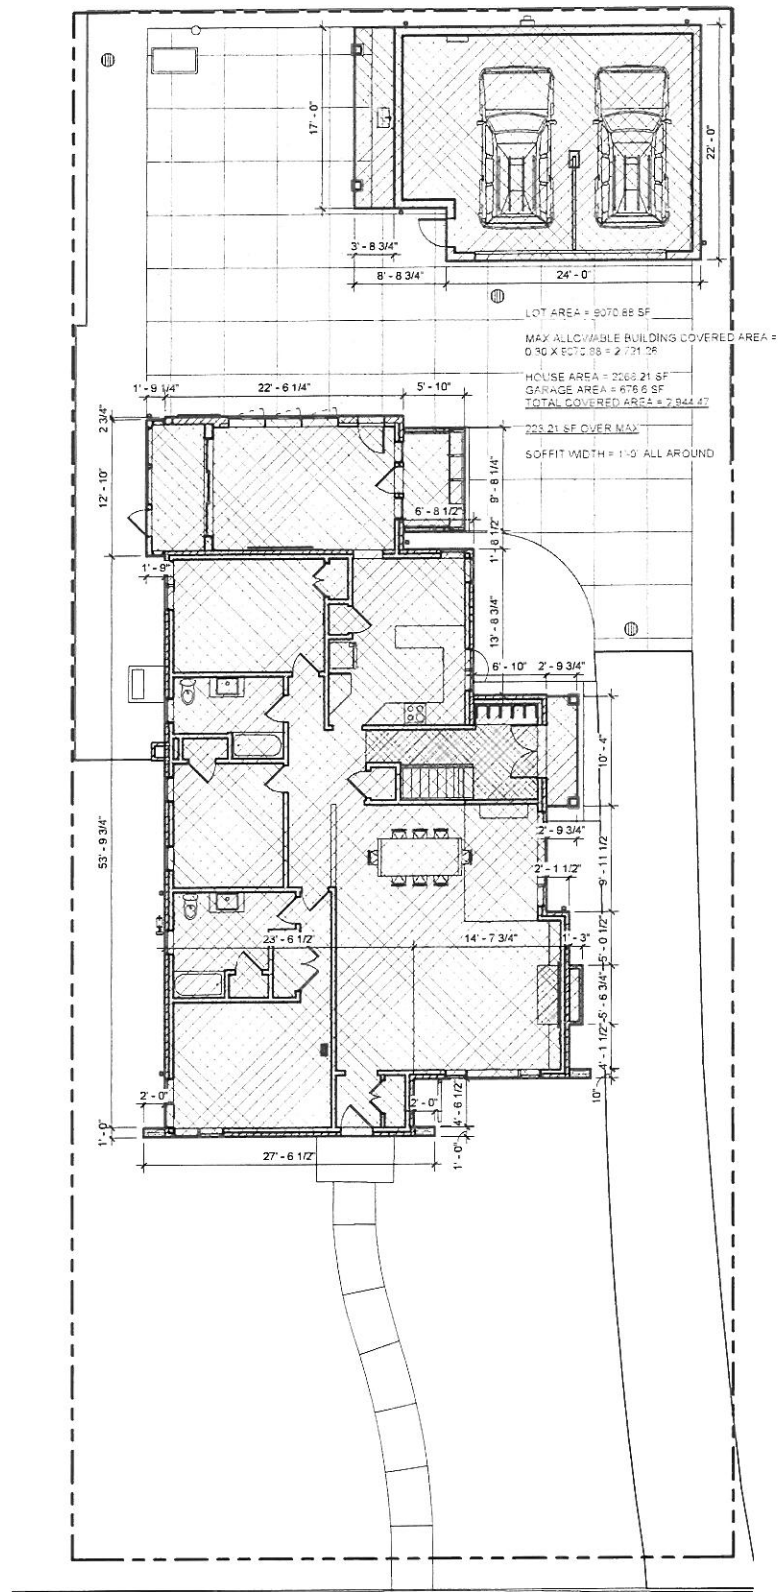 17' - 0"
22' - 0"
3' - 8 3/4"
8' - 8 3/4"
24' - 0
LOT AREA = 9070.88 SF
MAX ALLOWABLE BUILDING COVERED AREA =
0.30 X 9070.88 = 2,721.26
HOUSE AREA = 2268.21 SF
GARAGE AREA = 676.6 SF
TOTAL COVERED AREA = 2,944.47
223.21 SF OVER MAX
SOFFIT WIDTH = 1'-0" ALL AROUND
1' - 9 1/4"
22' - 6 1/4"
5' - 10"
2 3/4"
12' - 10"
9' - 8 1/4"
6' - 8 1/2"
1' - 8 1/2"
1' - 9"
13' - 8 3/4"
6' - 10"
2' - 9 3/4"
10' - 4"
53' - 9 3/4"
2' - 9 3/4"
9' - 11 1/2
2' - 1 1/2"
23' - 6 1/2"
14' - 7 3/4"
1' - 3"
5' - 0 1/2"
5' - 6 3/4"
4' - 1 1/2"
10"
2' - 0"
2' - 0"
4' - 6 1/2"
1' - 0"
27' - 6 1/2"
1' - 0"